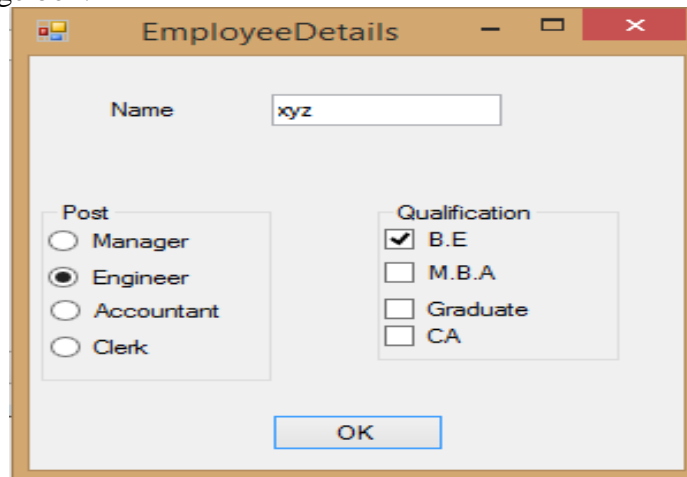 EmployeeDetails
Name
xyz
Post
Manager
Engineer
Accountant
Clerk
Qualification
B.E
M.B.A
Graduate
CA
OK